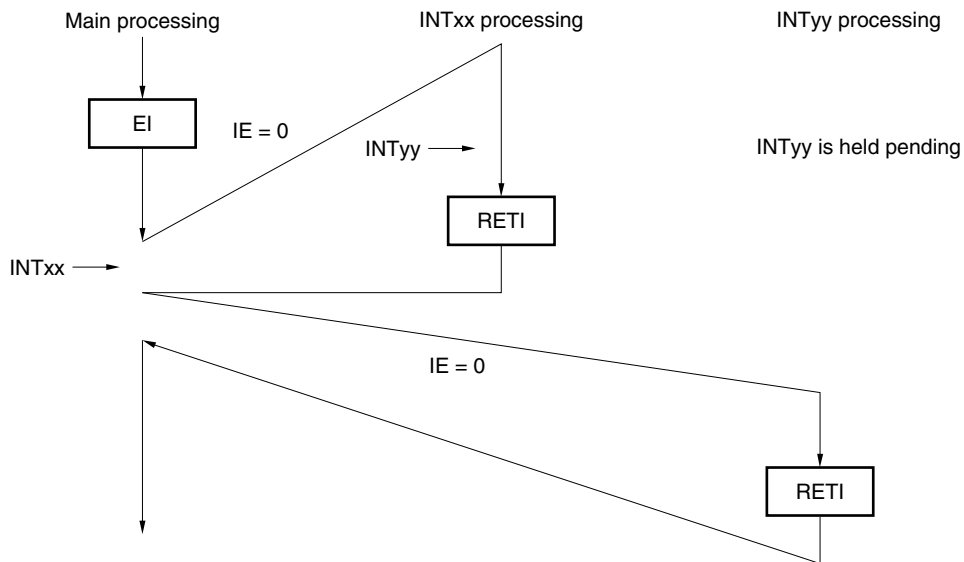 Main processing
INTxx processing
INTyy processing
EI
IE = 0
INTyy
INTyy is held pending
RETI
INTxx
IE = 0
RETI